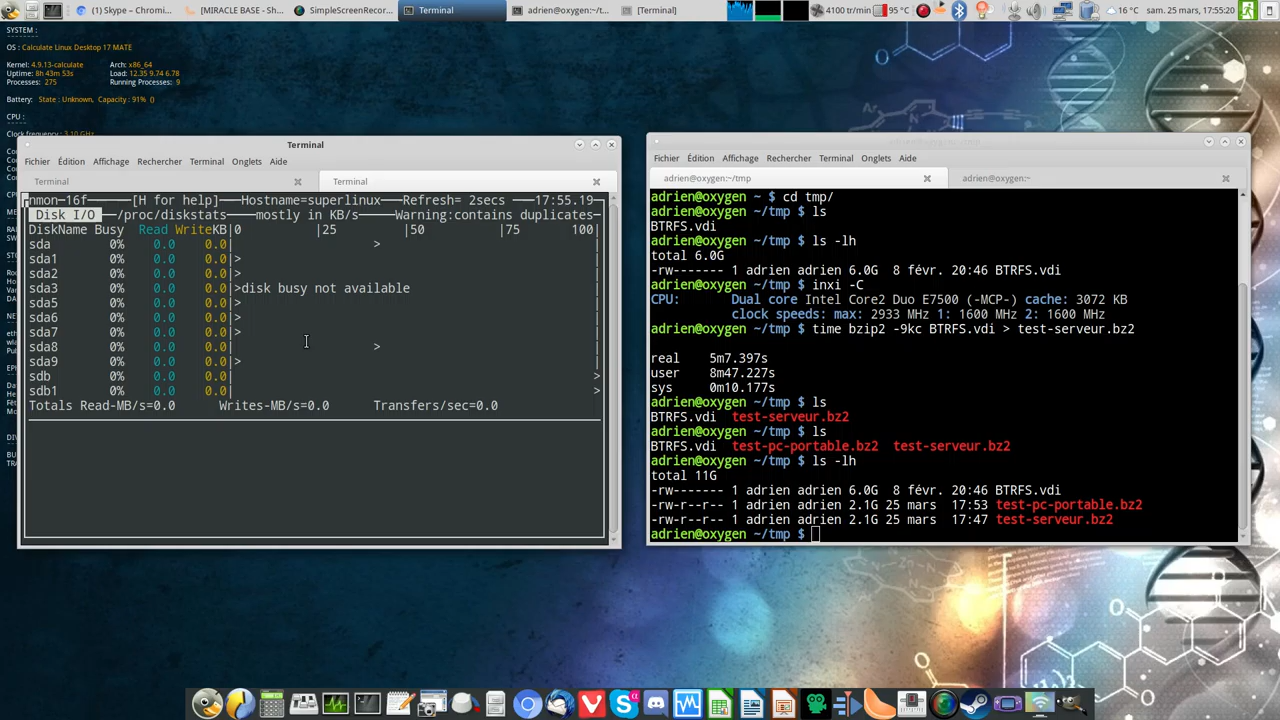 (1) Skype – Chromi...
[MIRACLE BASE - Sh...
SimpleScreenRecor...
Terminal
adrien@oxygen:~/t...
[Terminal]
4100 tr/min
95 °C
16 °C
sam. 25 mars, 17:55:20
SYSTEM :
OS : Calculate Linux Desktop 17 MATE
Kernel: 4.9.13-calculate Arch: x86_64
Uptime: 8h 43m 53s Load: 12.35 9.74 6.78
Processes: 275 Running Processes: 9
Battery: State : Unknown, Capacity : 91% ()
CPU :
Clock frequency : 3.10 GHz
Terminal
Fichier Édition Affichage Rechercher Terminal Onglets Aide
Terminal Terminal
nmon-16f [H for help] Hostname=superlinux Refresh= 2secs 17:55.19
Disk I/O /proc/diskstats mostly in KB/s Warning:contains duplicates
DiskName Busy Read WriteKB|0 |25 |50 |75 100|
sda 0% 0.0 0.0| > |
sda1 0% 0.0 0.0|> |
sda2 0% 0.0 0.0|> |
sda3 0% 0.0 0.0|>disk busy not available |
sda5 0% 0.0 0.0|> |
sda6 0% 0.0 0.0|> |
sda7 0% 0.0 0.0|> |
sda8 0% 0.0 0.0| > |
sda9 0% 0.0 0.0|> |
sdb 0% 0.0 0.0| >
sdb1 0% 0.0 0.0| >
Totals Read-MB/s=0.0 Writes-MB/s=0.0 Transfers/sec=0.0
Fichier Édition Affichage Rechercher Terminal Onglets Aide
adrien@oxygen:~/tmp adrien@oxygen:~
adrien@oxygen ~ $ cd tmp/
adrien@oxygen ~/tmp $ ls
BTRFS.vdi
adrien@oxygen ~/tmp $ ls -lh
total 6.0G
-rw------- 1 adrien adrien 6.0G 8 févr. 20:46 BTRFS.vdi
adrien@oxygen ~/tmp $ inxi -C
CPU: Dual core Intel Core2 Duo E7500 (-MCP-) cache: 3072 KB
clock speeds: max: 2933 MHz 1: 1600 MHz 2: 1600 MHz
adrien@oxygen ~/tmp $ time bzip2 -9kc BTRFS.vdi > test-serveur.bz2
real 5m7.397s
user 8m47.227s
sys 0m10.177s
adrien@oxygen ~/tmp $ ls
BTRFS.vdi test-serveur.bz2
adrien@oxygen ~/tmp $ ls
BTRFS.vdi test-pc-portable.bz2 test-serveur.bz2
adrien@oxygen ~/tmp $ ls -lh
total 11G
-rw------- 1 adrien adrien 6.0G 8 févr. 20:46 BTRFS.vdi
-rw-r--r-- 1 adrien adrien 2.1G 25 mars 17:53 test-pc-portable.bz2
-rw-r--r-- 1 adrien adrien 2.1G 25 mars 17:47 test-serveur.bz2
adrien@oxygen ~/tmp $